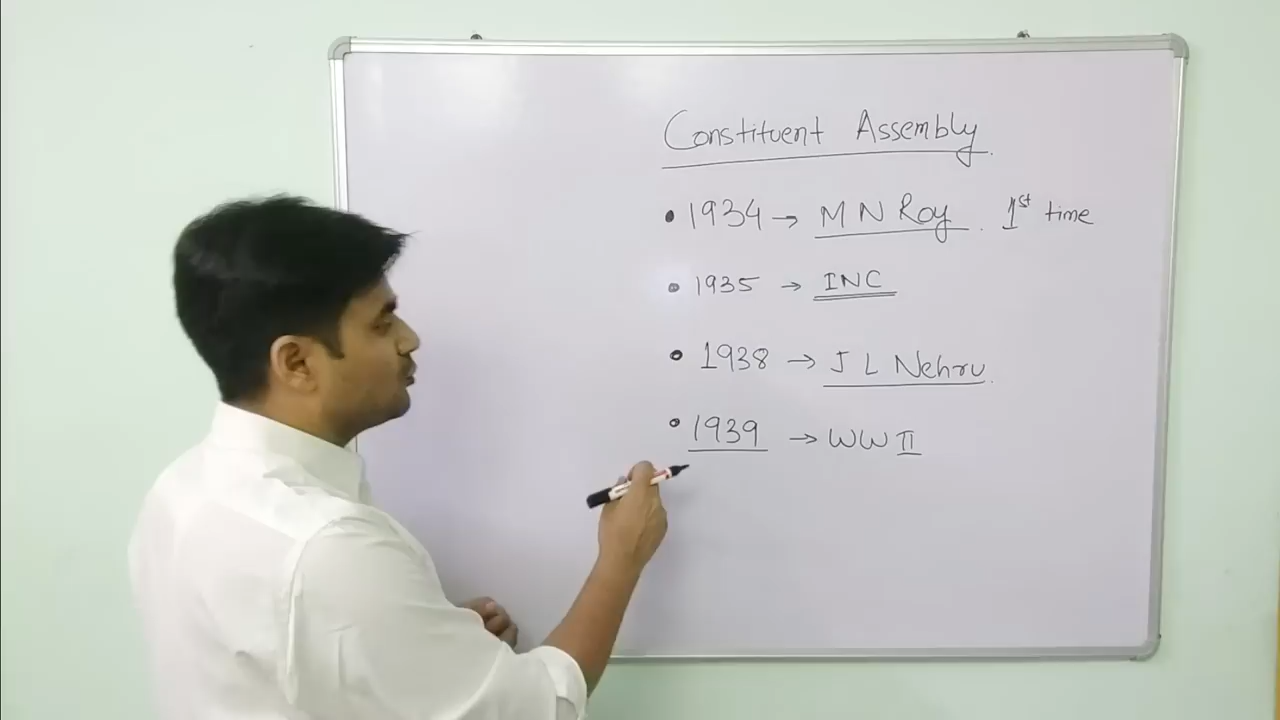 Constituent Assembly.
• 1934 → M N Roy. 1st time
• 1935 → INC
• 1938 → J L Nehru.
• 1939 → WW II